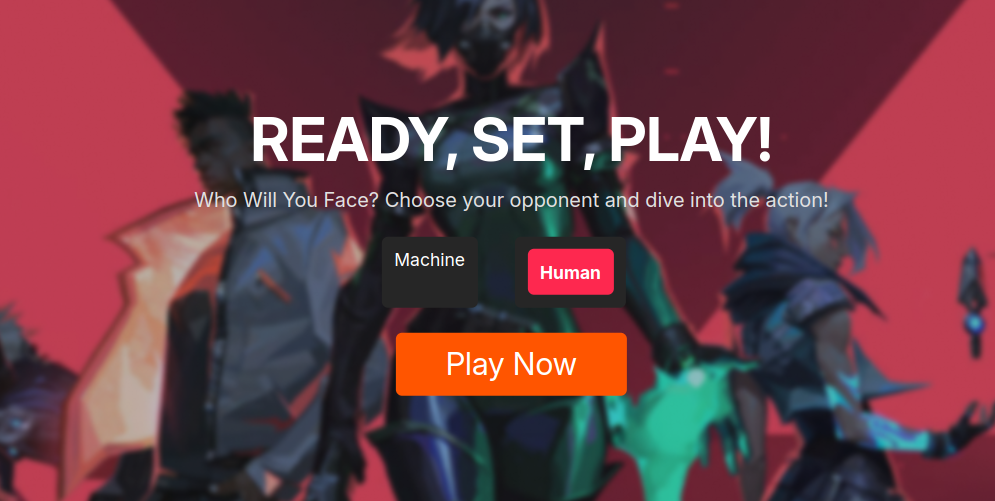 READY, SET, PLAY!
Who Will You Face? Choose your opponent and dive into the action!
Machine
Human
Play Now